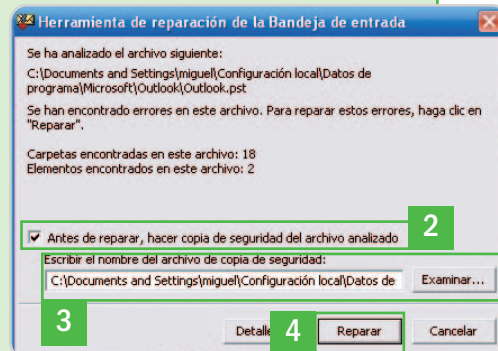 Herramienta de reparación de la Bandeja de entrada
Se ha analizado el archivo siguiente:
C:\Documents and Settings\miguel\Configuración local\Datos de
programa\Microsoft\Outlook\Outlook.pst
Se han encontrado errores en este archivo. Para reparar estos errores, haga clic en
"Reparar".
Carpetas encontradas en este archivo: 18
Elementos encontrados en este archivo: 2
2
Antes de reparar, hacer copia de seguridad del archivo analizado
Escribir el nombre del archivo de copia de seguridad:
C:\Documents and Settings\miguel\Configuración local\Datos de Examinar...
3
Detalle 4 Reparar Cancelar